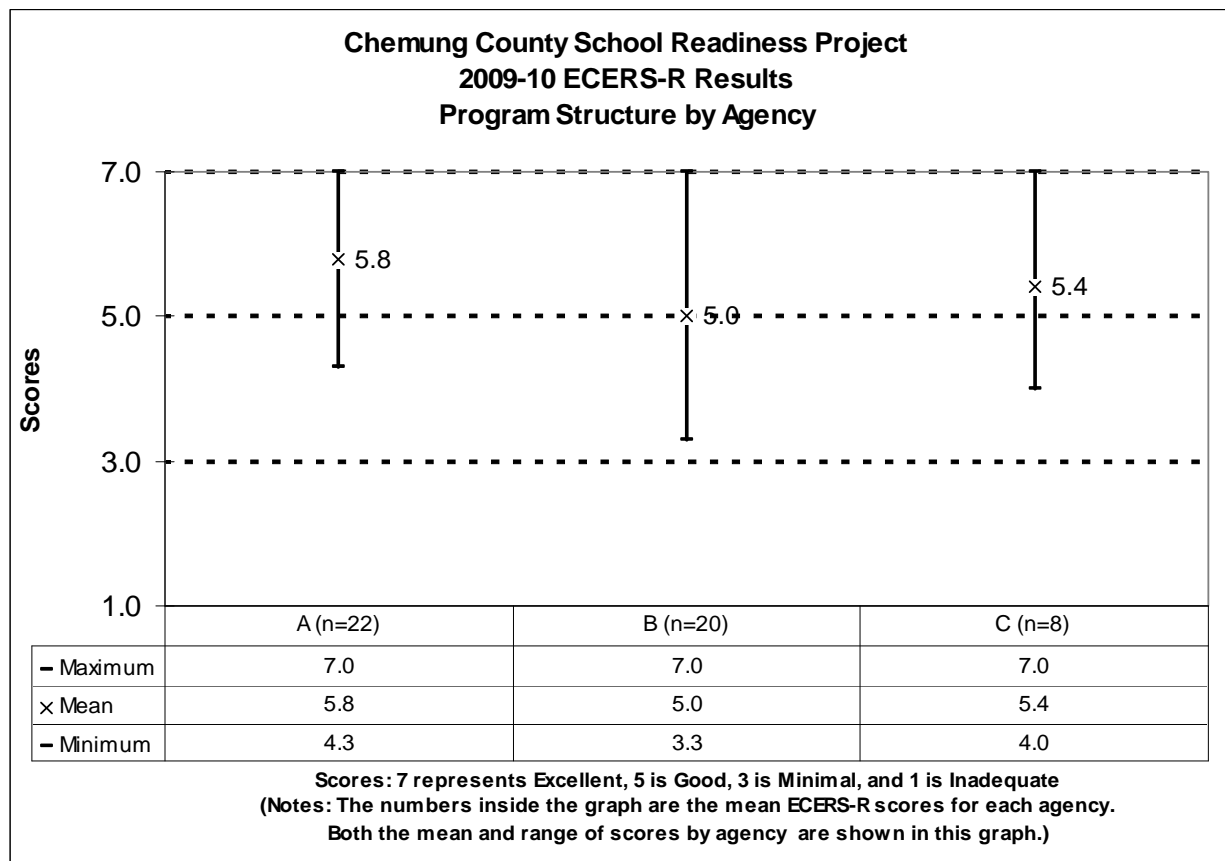 Chemung County School Readiness Project
2009-10 ECERS-R Results
Program Structure by Agency
7.0
5.8
5.4
5.0
5.0
3.0
1.0
Scores
A (n=22) B (n=20) C (n=8)
Maximum 7.0 7.0 7.0
Mean 5.8 5.0 5.4
Minimum 4.3 3.3 4.0
Scores: 7 represents Excellent, 5 is Good, 3 is Minimal, and 1 is Inadequate
(Notes: The numbers inside the graph are the mean ECERS-R scores for each agency.
Both the mean and range of scores by agency are shown in this graph.)